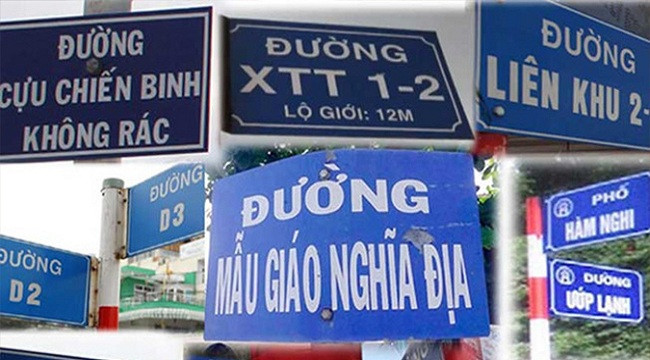 ĐƯỜNG
CỰU CHIẾN BINH
KHÔNG RÁC
ĐƯỜNG
XTT 1-2
LỘ GIỚI: 12M
ĐƯỜNG
LIÊN KHU 2-
ĐƯỜNG
D3
ĐƯỜNG
D2
ĐƯỜNG
MẪU GIÁO NGHĨA ĐỊA
PHỐ
HÀM NGHI
ĐƯỜNG
ƯỚP LẠNH